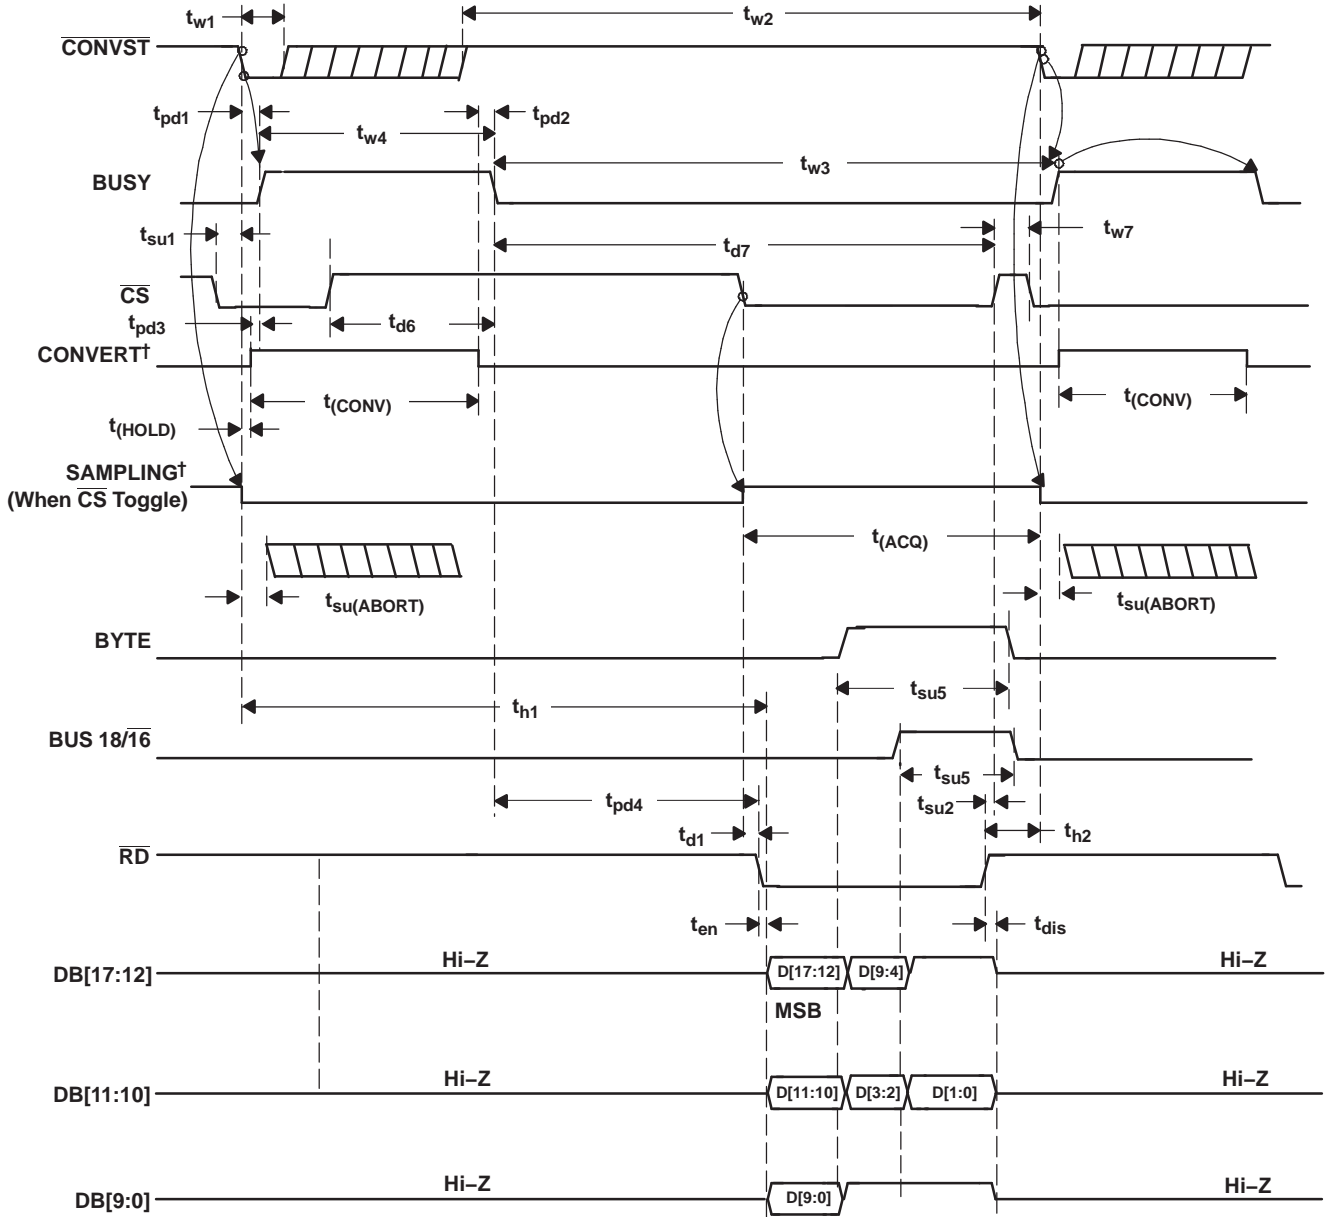 tw1
tw2
CONVST
tpd1
tw4
tpd2
tw3
BUSY
tsu1
td7
tw7
CS
tpd3
td6
CONVERT†
t(CONV)
t(CONV)
t(HOLD)
SAMPLING†
(When CS Toggle)
t(ACQ)
tsu(ABORT)
tsu(ABORT)
BYTE
tsu5
th1
BUS 18/16
tsu5
tpd4
tsu2
td1
th2
RD
ten
tdis
Hi–Z
Hi–Z
DB[17:12]
D[17:12]
D[9:4]
MSB
Hi–Z
Hi–Z
DB[11:10]
D[11:10]
D[3:2]
D[1:0]
Hi–Z
Hi–Z
DB[9:0]
D[9:0]